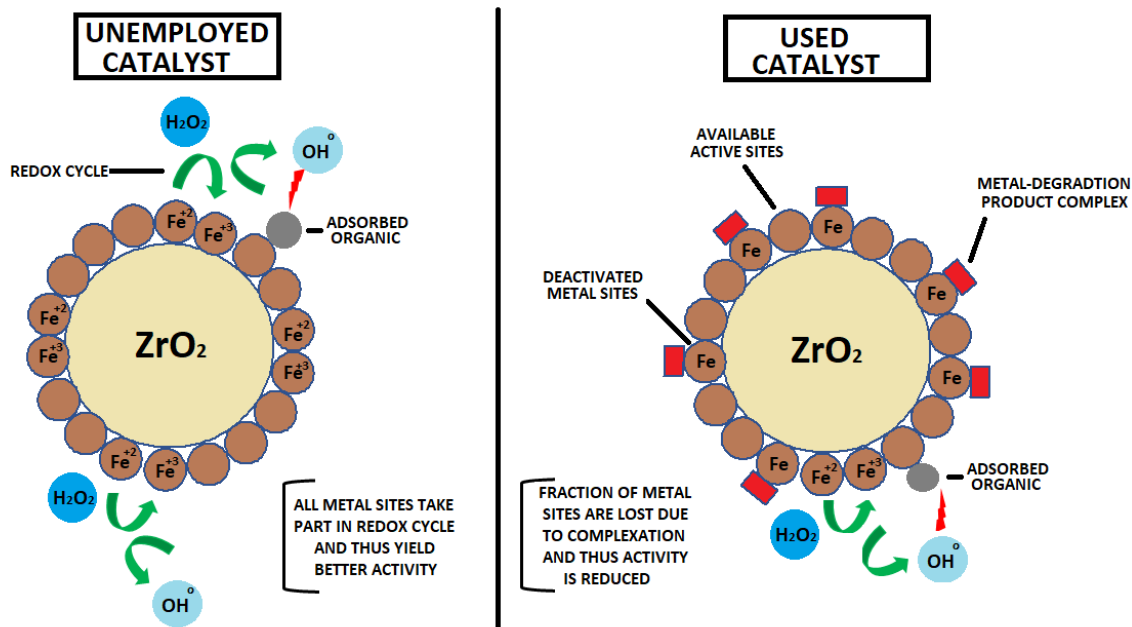 UNEMPLOYED
CATALYST
H₂O₂
OH°
REDOX CYCLE
Fe⁺²
Fe⁺³
ADSORBED
ORGANIC
Fe⁺²
Fe⁺³
ZrO₂
Fe⁺²
Fe⁺³
Fe⁺²
Fe⁺³
H₂O₂
OH°
ALL METAL SITES TAKE
PART IN REDOX CYCLE
AND THUS YIELD
BETTER ACTIVITY
USED
CATALYST
AVAILABLE
ACTIVE SITES
METAL-DEGRADTION
PRODUCT COMPLEX
Fe
Fe
DEACTIVATED
METAL SITES
Fe
Fe
ZrO₂
Fe
Fe
Fe⁺²
Fe⁺³
ADSORBED
ORGANIC
H₂O₂
OH°
FRACTION OF METAL
SITES ARE LOST DUE
TO COMPLEXATION
AND THUS ACTIVITY
IS REDUCED